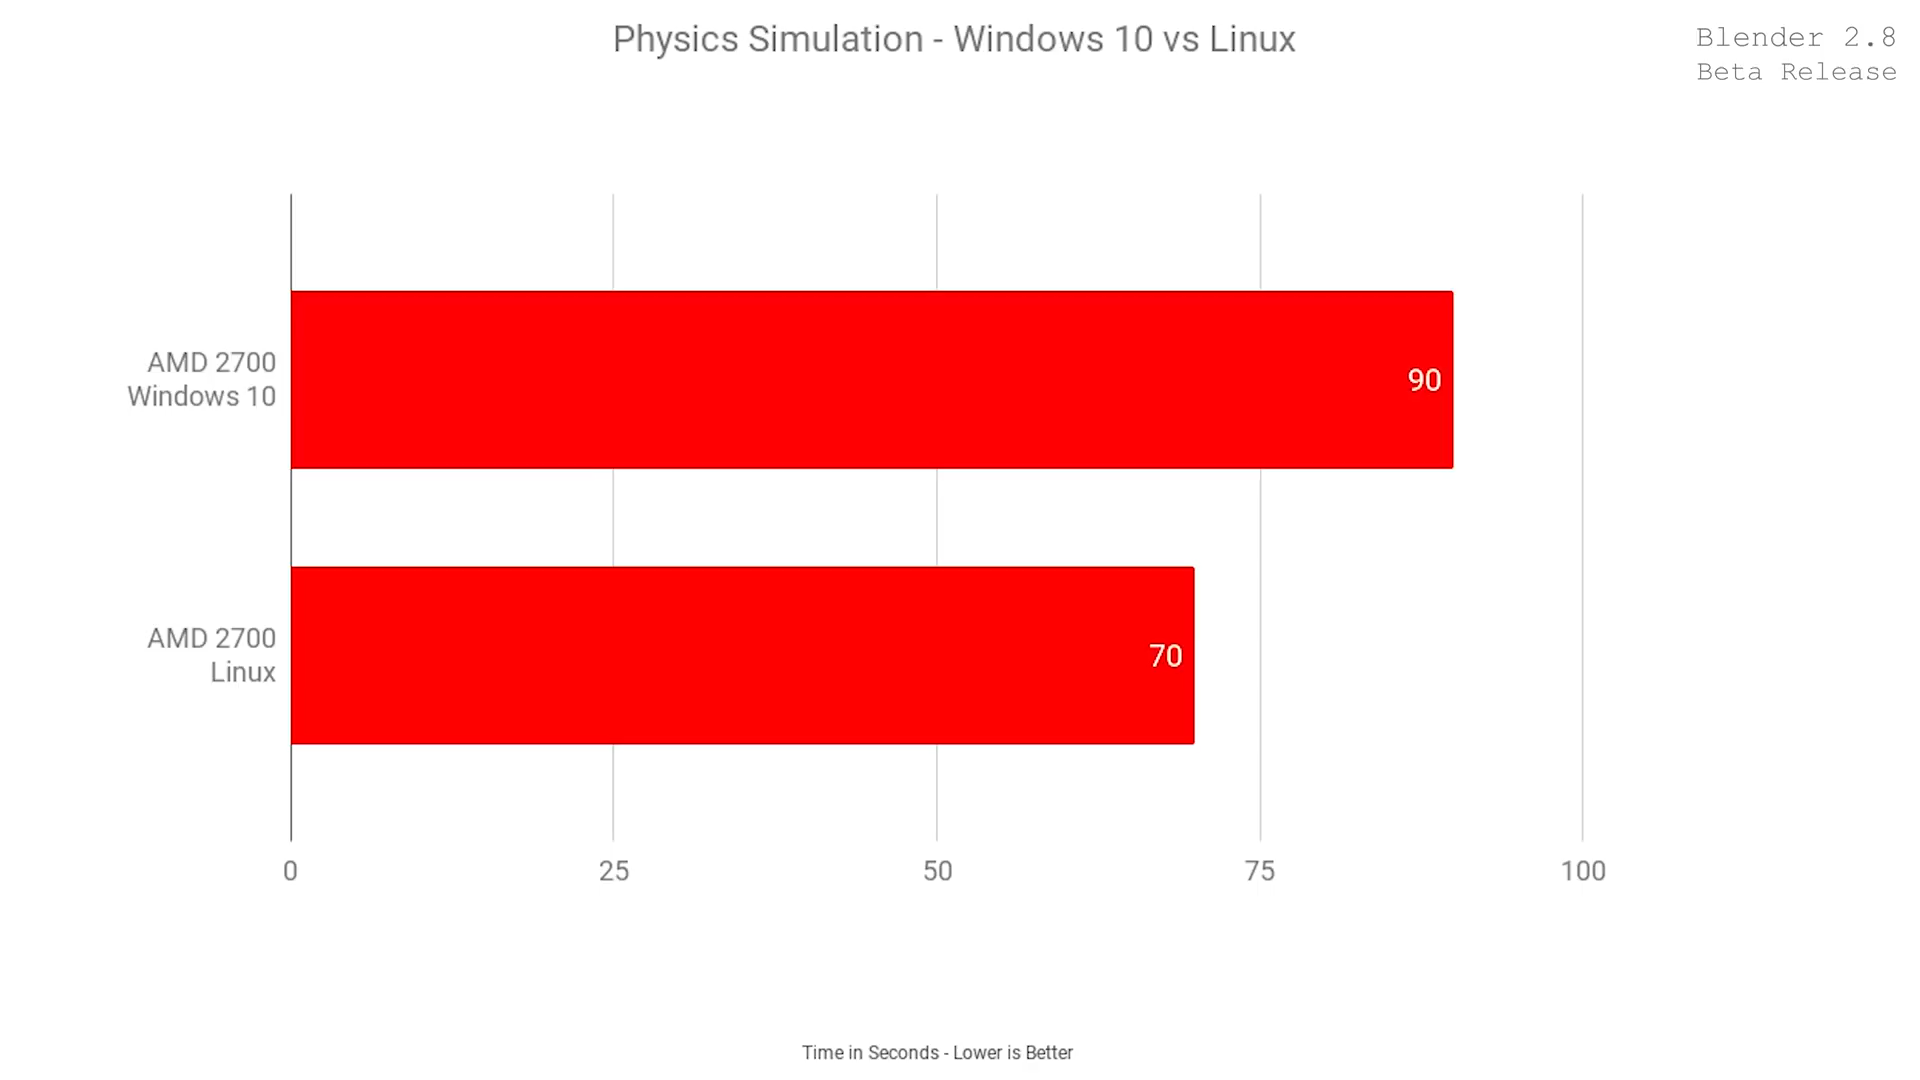 Physics Simulation - Windows 10 vs Linux
Blender 2.8
Beta Release
AMD 2700
Windows 10
90
AMD 2700
Linux
70
0 25 50 75 100
Time in Seconds - Lower is Better